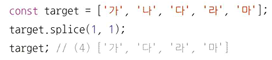 const target = ['가', '나', '다', '라', '마'];
target.splice(1, 1);
target; // (4) ['가', '다', '라', '마']